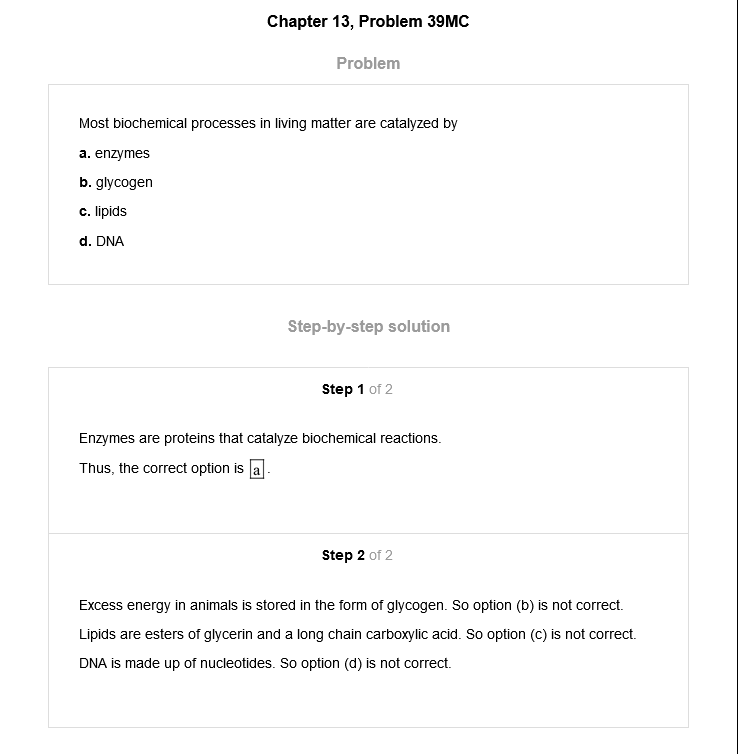 Chapter 13, Problem 39MC
Problem
Most biochemical processes in living matter are catalyzed by
a. enzymes
b. glycogen
c. lipids
d. DNA
Step-by-step solution
Step 1 of 2
Enzymes are proteins that catalyze biochemical reactions.
Thus, the correct option is a .
Step 2 of 2
Excess energy in animals is stored in the form of glycogen. So option (b) is not correct.
Lipids are esters of glycerin and a long chain carboxylic acid. So option (c) is not correct.
DNA is made up of nucleotides. So option (d) is not correct.